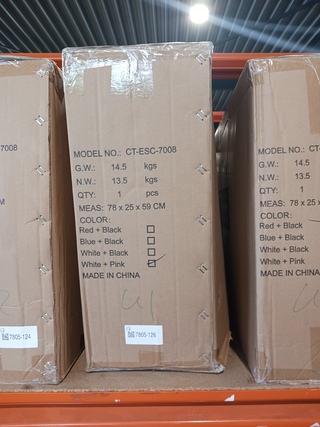 7008
M
7805-124
MODEL NO.: CT-ESC-7008
G.W.: 14.5 kgs
N.W.: 13.5 kgs
QTY: 1 pcs
MEAS: 78 x 25 x 59 CM
COLOR:
Red + Black
Blue + Black
White + Black
White + Pink
MADE IN CHINA
7805-126
MODEL NO.: CT-
G.W.: 14.5
N.W.: 13.5
QTY: 1
MEAS: 78 x 25 x
COLOR:
Red + Black
Blue + Black
White + Black
White + Pink
MADE IN CHINA